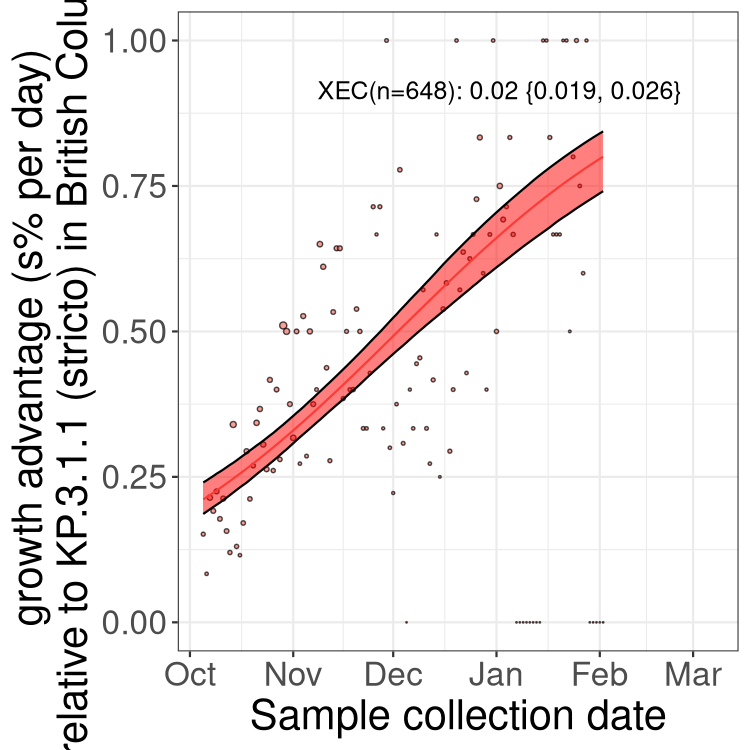 growth advantage (s% per day)
relative to KP.3.1.1 (stricto) in British Colu
1.00
0.75
0.50
0.25
0.00
XEC(n=648): 0.02 {0.019, 0.026}
Oct Nov Dec Jan Feb Mar
Sample collection date